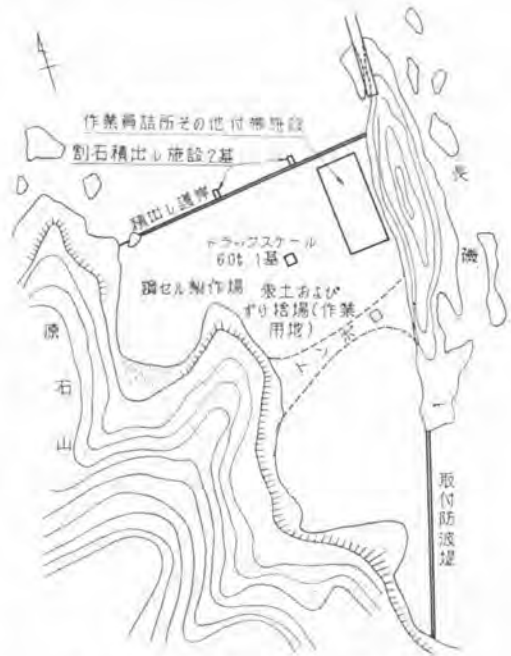 作業員詰所その他付帯施設
割石積出し施設2基
積出し護岸
トラックスケール
60t 1基
鋼セル製作場
表土および
ずり捨場(作業
用地)
トンボロ
長磯
原石山
取付防波堤